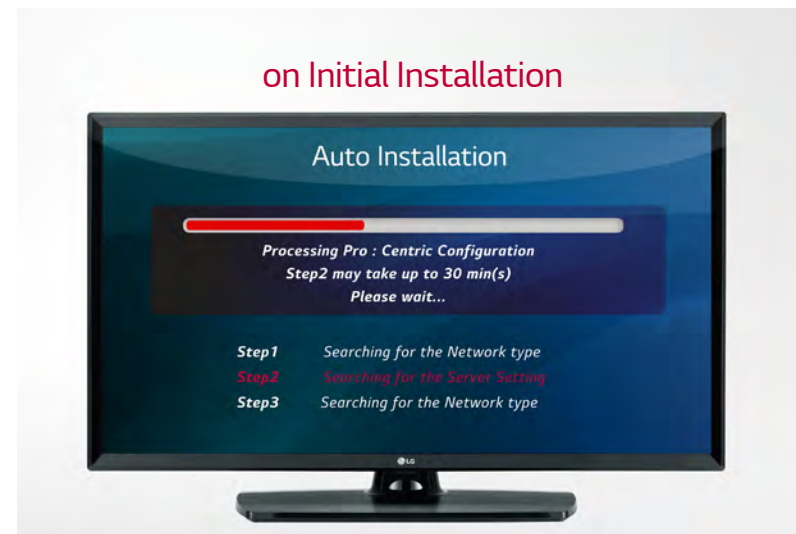 on Initial Installation
Auto Installation
Processing Pro : Centric Configuration
Step2 may take up to 30 min(s)
Please wait...
Step1 Searching for the Network type
Step2 Searching for the Server Setting
Step3 Searching for the Network type
LG